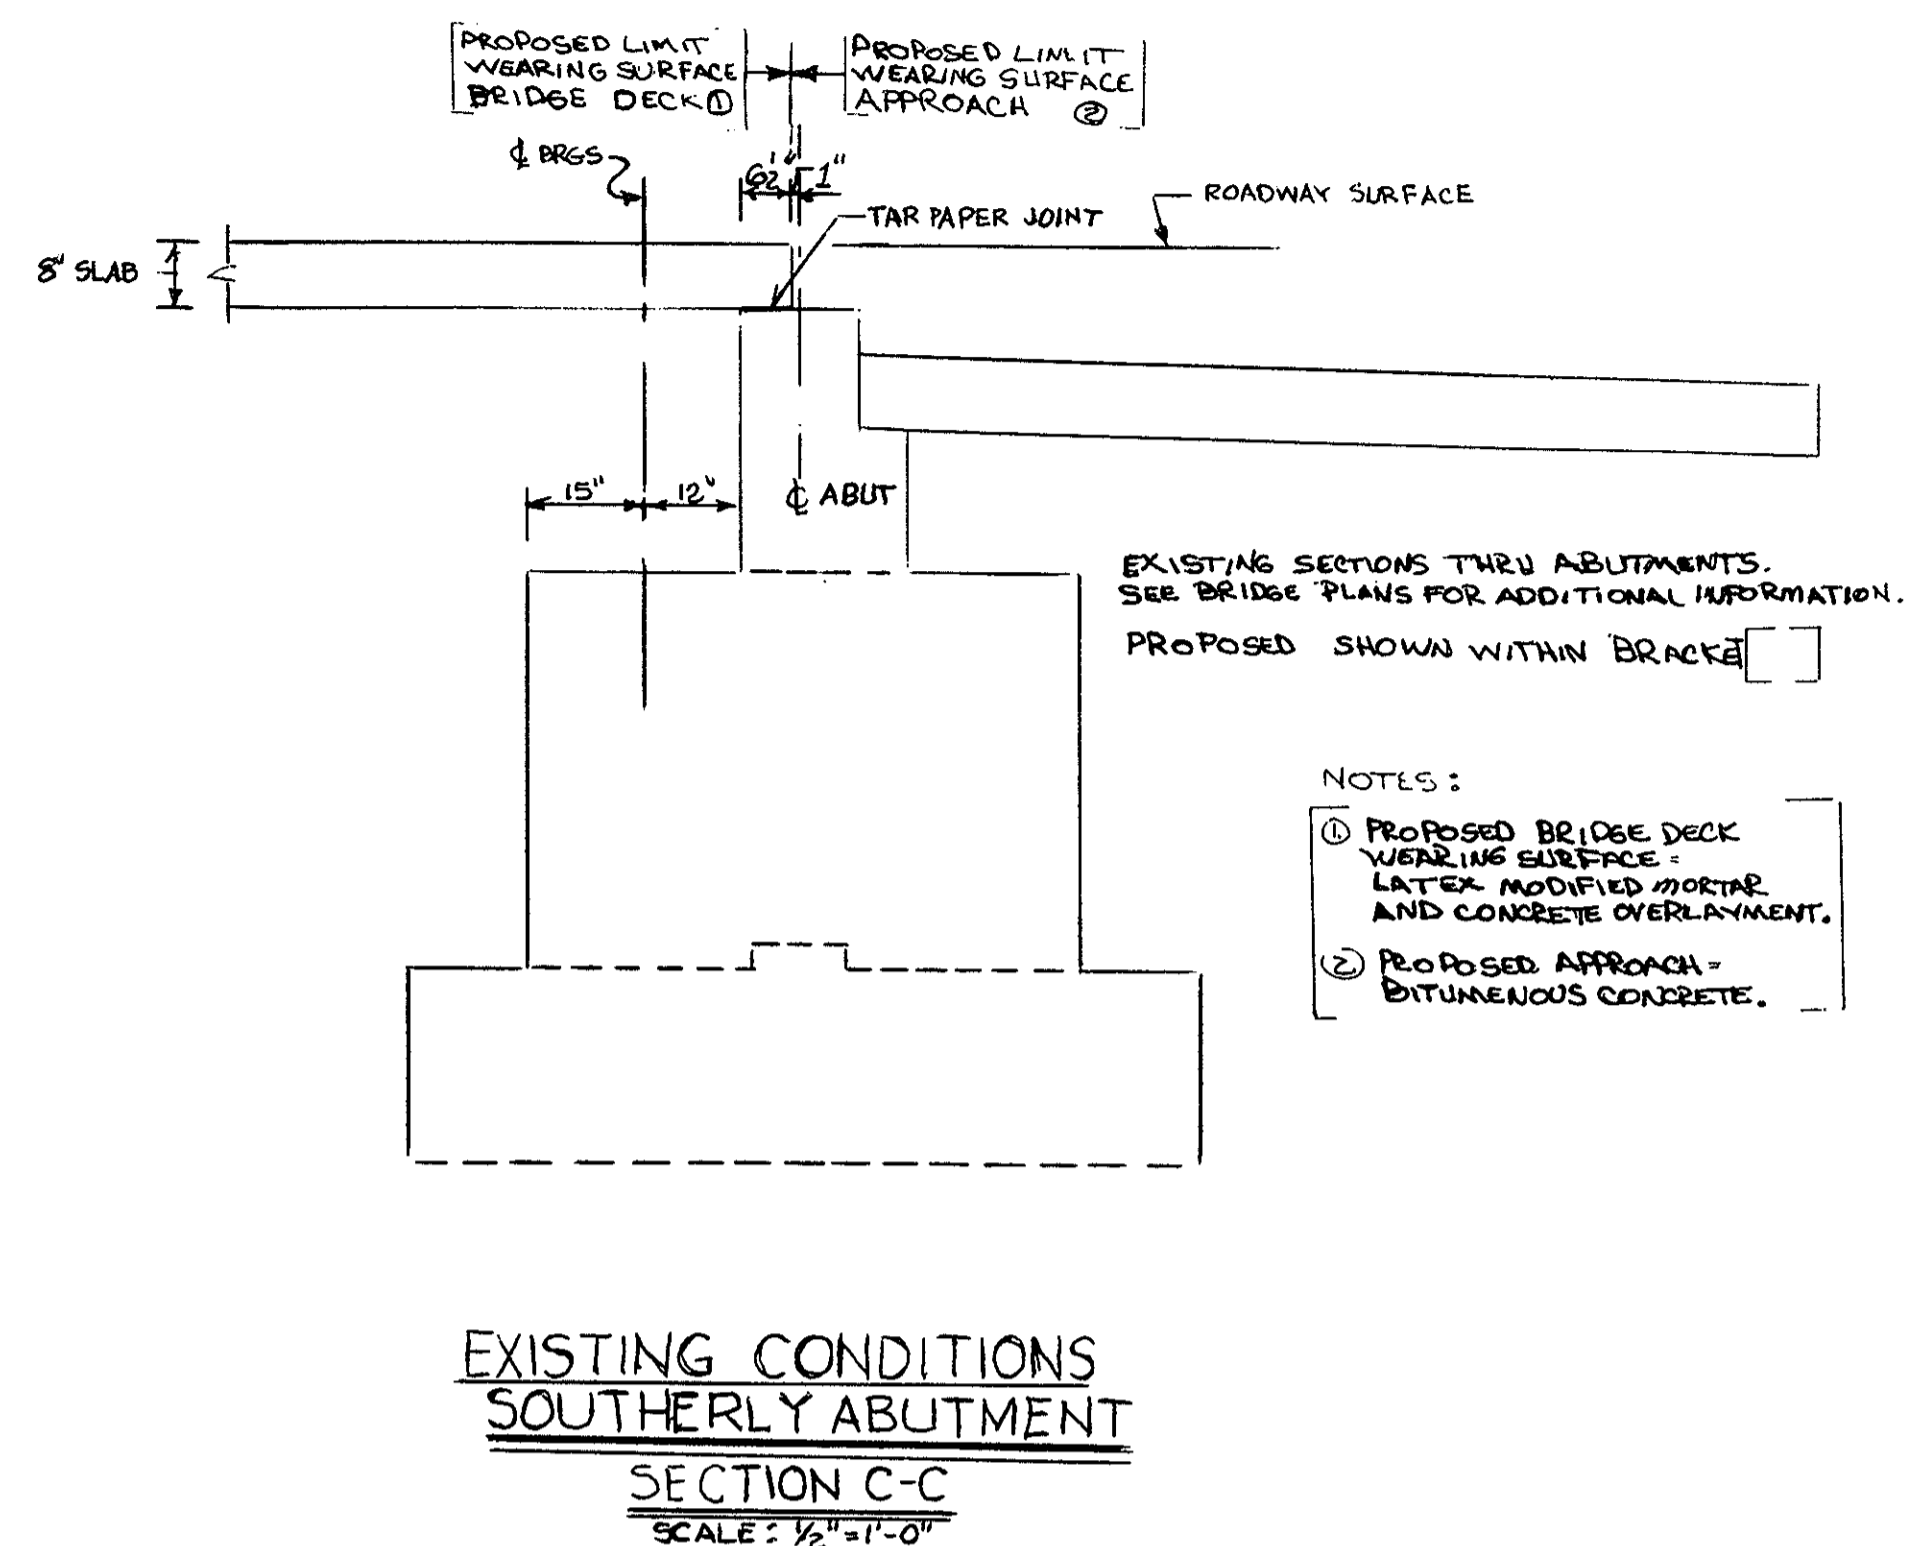 PROPOSED LIMIT
WEARING SURFACE
BRIDGE DECK ①
PROPOSED LIMIT
WEARING SURFACE
APPROACH ②
℄ BRGS
6½"
1"
ROADWAY SURFACE
TAR PAPER JOINT
8" SLAB
15"
12"
℄ ABUT
EXISTING SECTIONS THRU ABUTMENTS.
SEE BRIDGE PLANS FOR ADDITIONAL INFORMATION.
PROPOSED SHOWN WITHIN BRACKET
NOTES:
① PROPOSED BRIDGE DECK
WEARING SURFACE =
LATEX MODIFIED MORTAR
AND CONCRETE OVERLAYMENT.
② PROPOSED APPROACH =
BITUMENOUS CONCRETE.
EXISTING CONDITIONS
SOUTHERLY ABUTMENT
SECTION C-C
SCALE: ½"=1'-0"